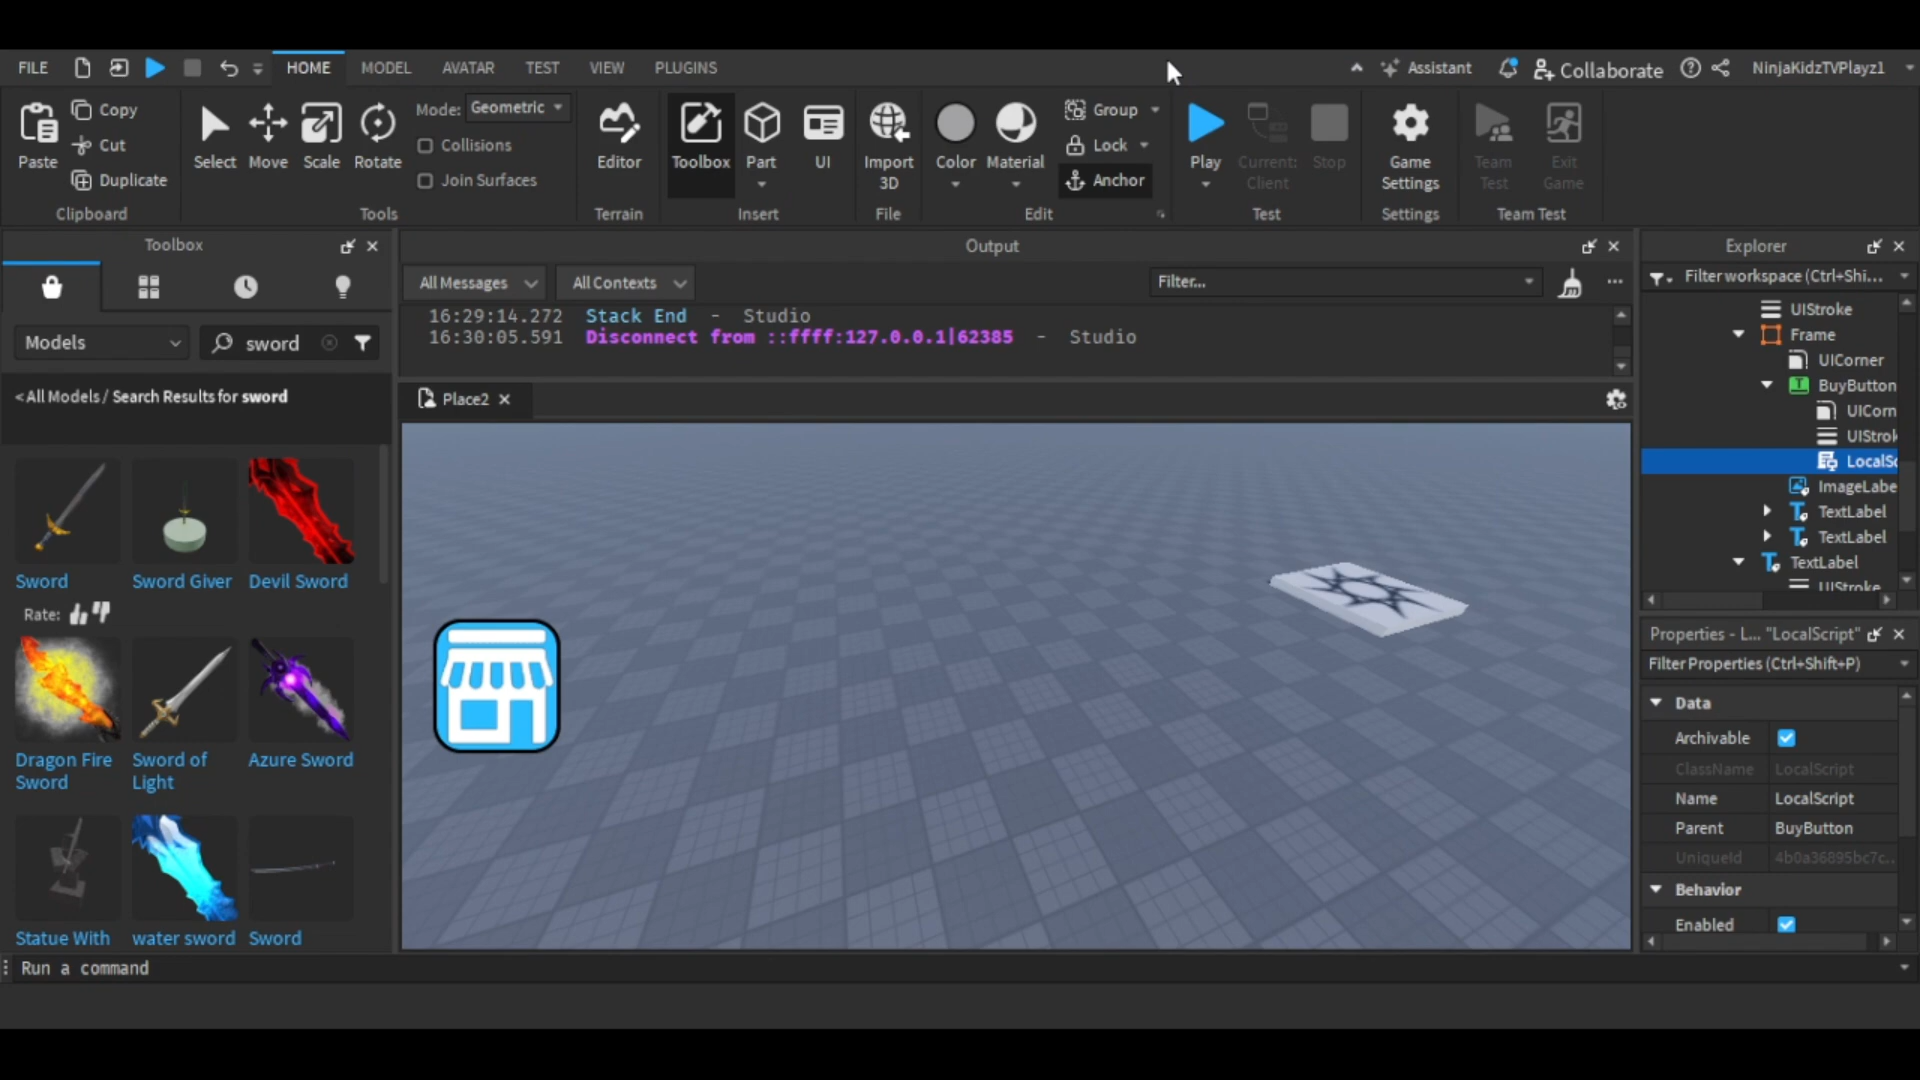 FILE HOME MODEL AVATAR TEST VIEW PLUGINS Assistant Collaborate NinjaKidzTVPlayz1
Paste
Copy
Cut
Duplicate
Clipboard
Select Move Scale Rotate
Mode: Geometric
Collisions
Join Surfaces
Tools
Editor
Terrain
Toolbox Part UI
Insert
Import
3D
File
Color Material
Group
Lock
Anchor
Edit
Play
Current:
Client
Stop
Test
Game
Settings
Settings
Team
Test
Exit
Game
Team Test
Toolbox
Models sword
< All Models / Search Results for sword
Sword Sword Giver Devil Sword
Rate:
Dragon Fire
Sword
Sword of
Light
Azure Sword
Statue With water sword Sword
Output
All Messages All Contexts Filter...
16:29:14.272 Stack End - Studio
16:30:05.591 Disconnect from ::ffff:127.0.0.1|62385 - Studio
Place2
Explorer
Filter workspace (Ctrl+Shi...
UIStroke
Frame
UICorner
BuyButton
UICorn
UIStrok
LocalSc
ImageLabe
TextLabel
TextLabel
TextLabel
UIStroke
Properties - L... "LocalScript"
Filter Properties (Ctrl+Shift+P)
Data
Archivable
ClassName LocalScript
Name LocalScript
Parent BuyButton
UniqueId 4b0a36895bc7c...
Behavior
Enabled
Run a command